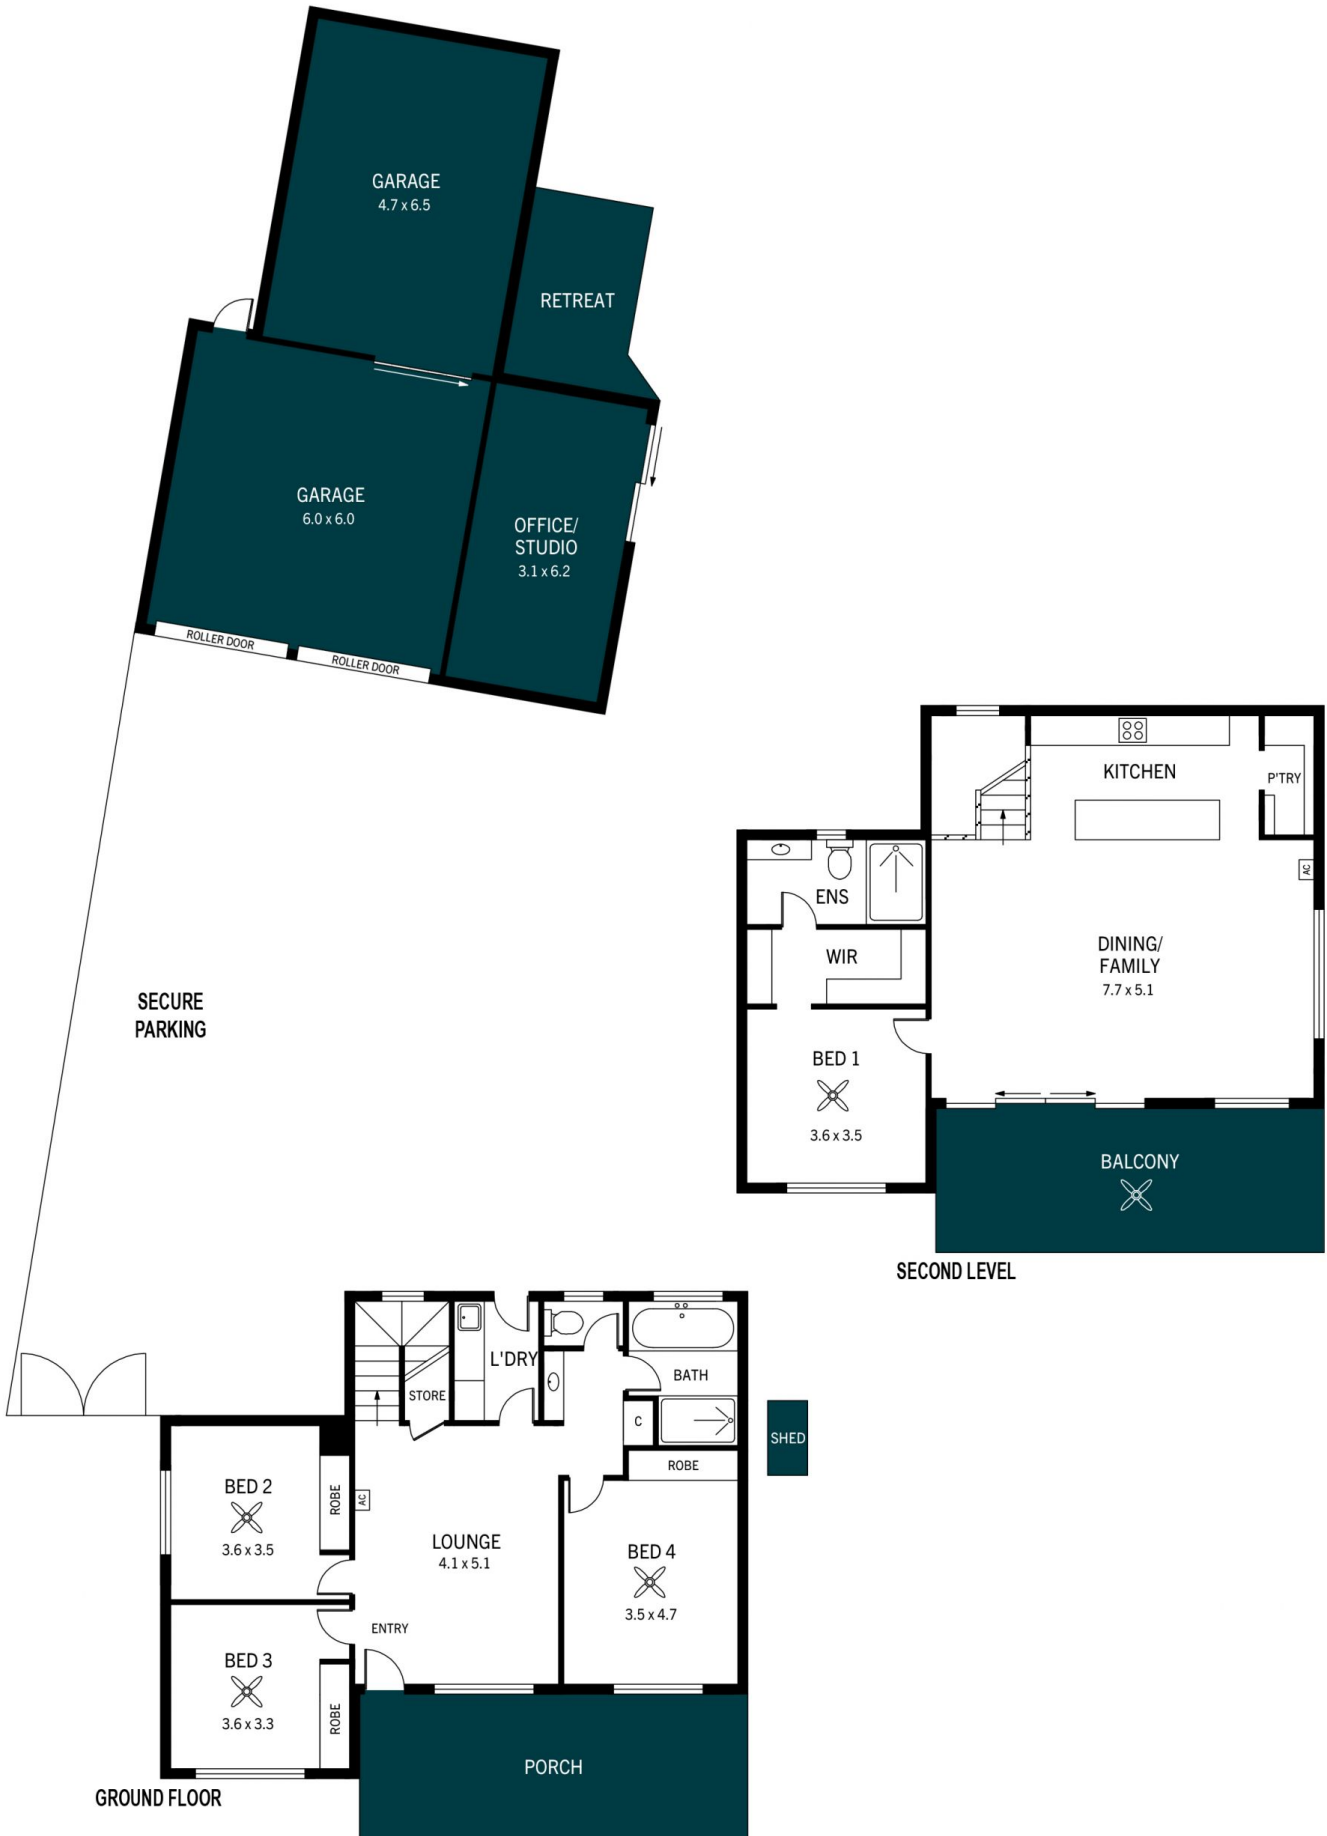 GARAGE
4.7 x 6.5
RETREAT
GARAGE
6.0 x 6.0
OFFICE/
STUDIO
3.1 x 6.2
ROLLER DOOR
ROLLER DOOR
SECURE
PARKING
KITCHEN
P'TRY
AC
ENS
WIR
DINING/
FAMILY
7.7 x 5.1
BED 1
3.6 x 3.5
BALCONY
SECOND LEVEL
L'DRY
STORE
BATH
C
ROBE
SHED
BED 2
3.6 x 3.5
ROBE
AC
LOUNGE
4.1 x 5.1
BED 4
3.5 x 4.7
ENTRY
BED 3
3.6 x 3.3
ROBE
PORCH
GROUND FLOOR